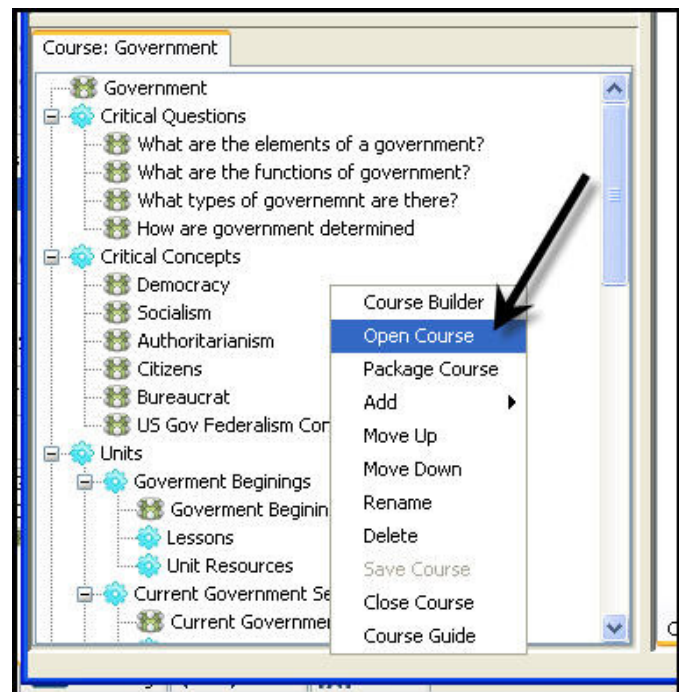 Course: Government
Government
Critical Questions
What are the elements of a government?
What are the functions of government?
What types of governemnt are there?
How are government determined
Critical Concepts
Democracy
Socialism
Authoritarianism
Citizens
Bureaucrat
US Gov Federalism
Units
Goverment Beginings
Goverment
Lessons
Unit Resources
Current Government
Current
Course Builder
Open Course
Package Course
Add
Move Up
Move Down
Rename
Delete
Save Course
Close Course
Course Guide